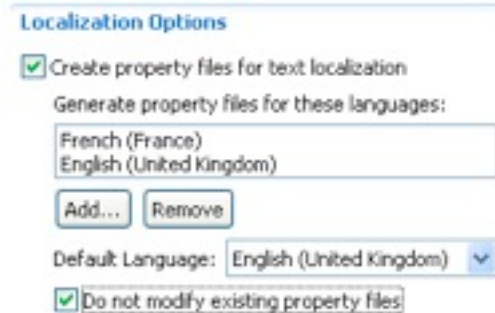 Localization Options
Create property files for text localization
Generate property files for these languages:
French (France)
English (United Kingdom)
Add... Remove
Default Language: English (United Kingdom)
Do not modify existing property files